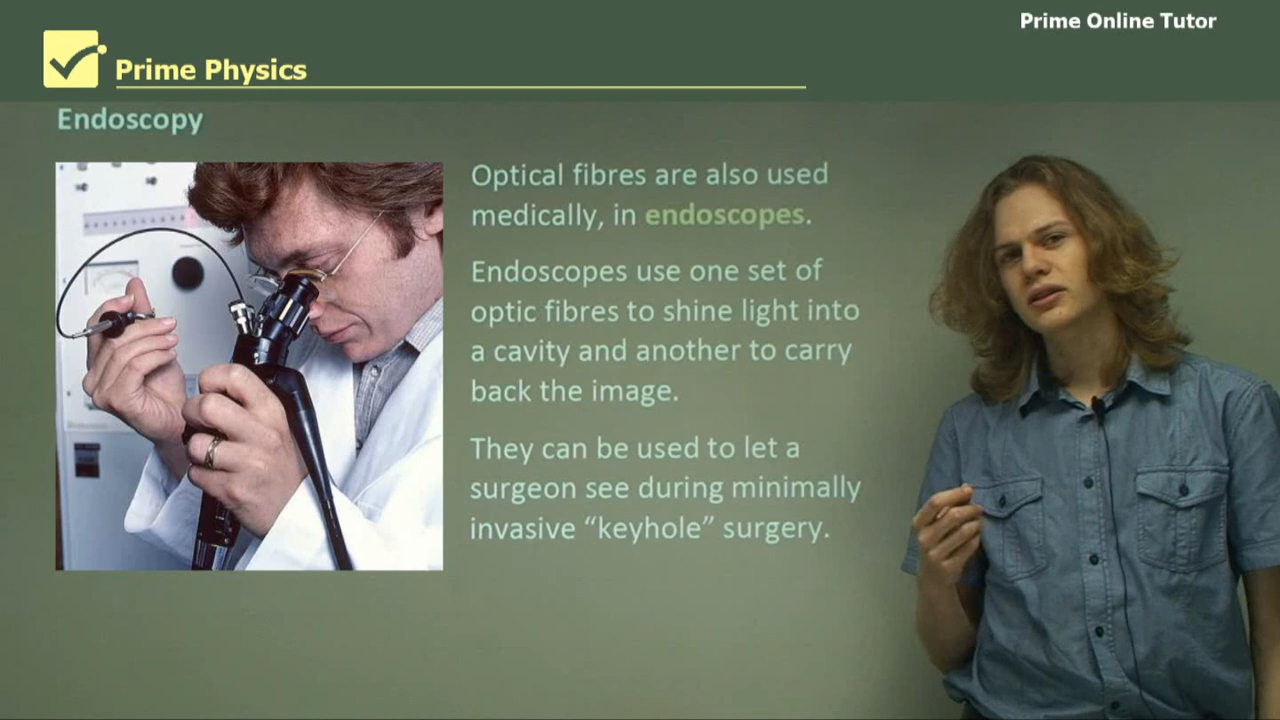 Prime Online Tutor
Prime Physics
Endoscopy
Optical fibres are also used
medically, in endoscopes.
Endoscopes use one set of
optic fibres to shine light into
a cavity and another to carry
back the image.
They can be used to let a
surgeon see during minimally
invasive “keyhole” surgery.